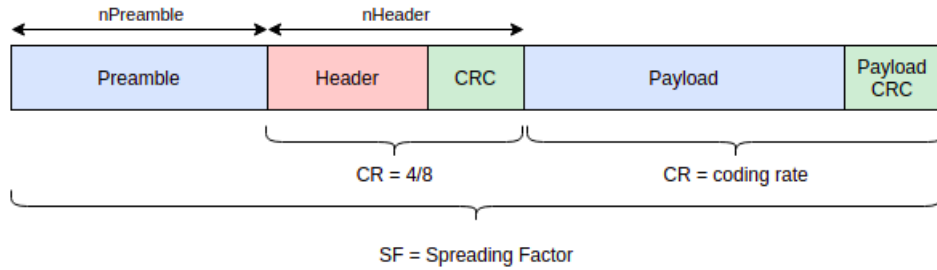 nPreamble
nHeader
Preamble
Header
CRC
Payload
Payload
CRC
CR = 4/8
CR = coding rate
SF = Spreading Factor